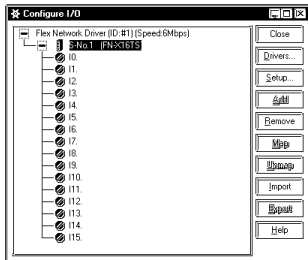 Configure I/O
Flex Network Driver (ID:#1) (Speed:6Mbps)
S-No.1 (FN-X16TS
I0.
I1.
I2.
I3.
I4.
I5.
I6.
I7.
I8.
I9.
I10.
I11.
I12.
I13.
I14.
I15.
Close
Drivers...
Setup...
Add
Remove
Map
Unmap
Import
Export
Help